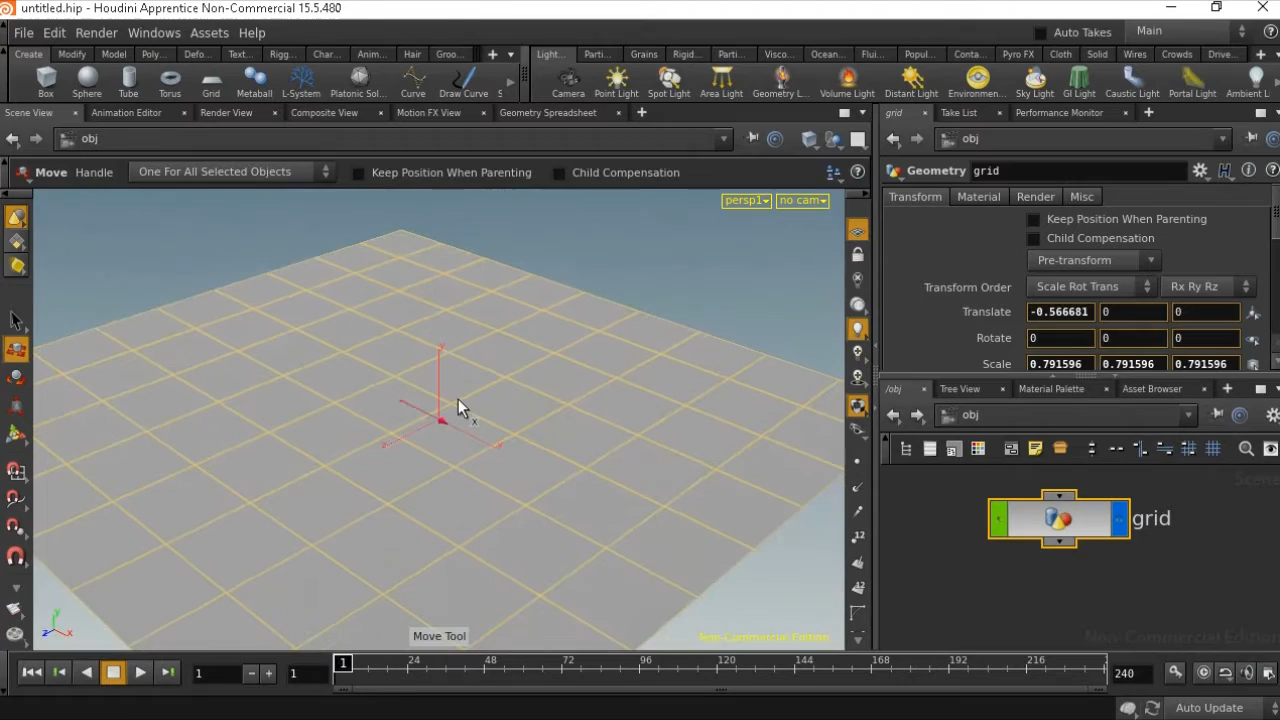 untitled.hip - Houdini Apprentice Non-Commercial 15.5.480
File Edit Render Windows Assets Help
Auto Takes Main
Create Modify Model Poly... Defo... Text... Rigg... Char... Anim... Hair Groo...
Light... Parti... Grains Rigid... Parti... Visco... Ocean... Flui... Popul... Conta... Pyro FX Cloth Solid Wires Crowds Drive...
Box Sphere Tube Torus Grid Metaball L-System Platonic Sol... Curve Draw Curve S
Camera Point Light Spot Light Area Light Geometry L... Volume Light Distant Light Environmen... Sky Light GI Light Caustic Light Portal Light Ambient L
Scene View Animation Editor Render View Composite View Motion FX View Geometry Spreadsheet
grid Take List Performance Monitor
obj
obj
Move Handle One For All Selected Objects Keep Position When Parenting Child Compensation
Geometry grid
Transform Material Render Misc
persp1 no cam
Keep Position When Parenting
Child Compensation
Pre-transform
Transform Order Scale Rot Trans Rx Ry Rz
Translate -0.566681 0 0
Rotate 0 0 0
Scale 0.791596 0.791596 0.791596
/obj Tree View Material Palette Asset Browser
obj
Scene
grid
x
12
12
y
z x
Move Tool
Non-Commercial Edition
Non-Commercial Edition
1 1 1 24 48 72 96 120 144 168 192 216 240
Auto Update